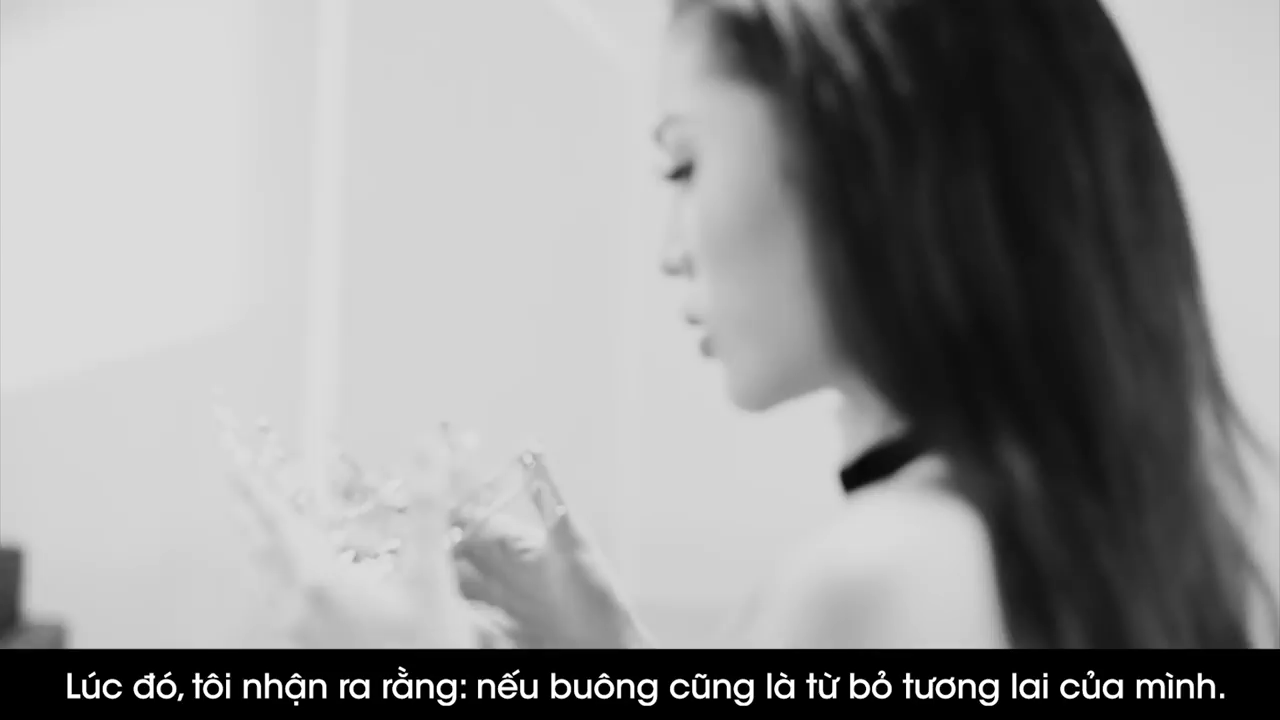 Lúc đó, tôi nhận ra rằng: nếu buông cũng là từ bỏ tương lai của mình.